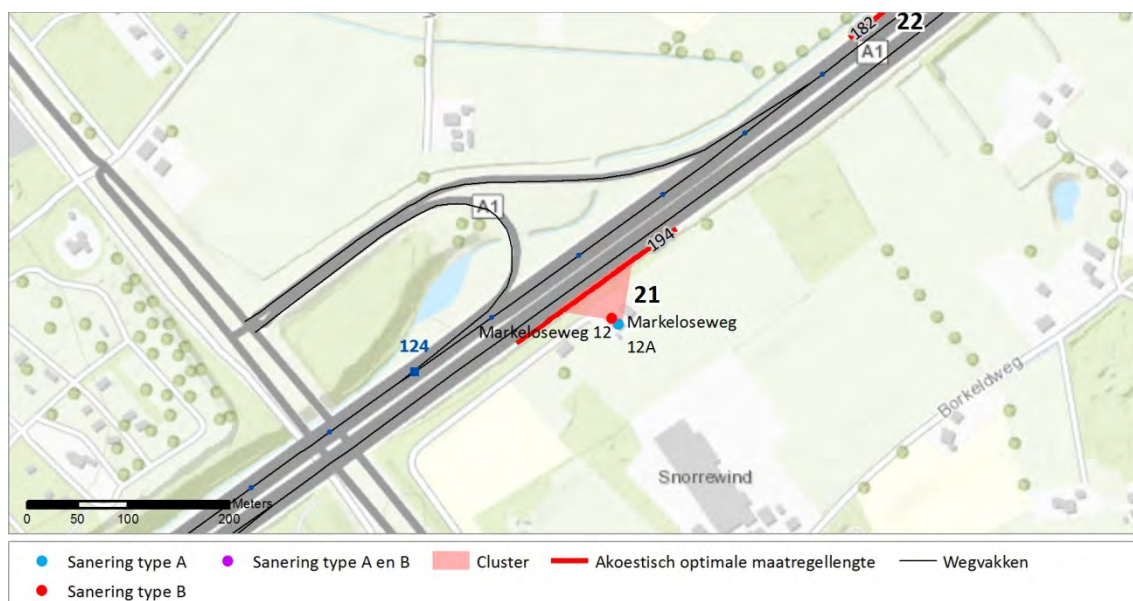 182
22
A1
A1
194
21
Markeloseweg 12
Markeloseweg
12A
124
Borkeldweg
Snorrewind
Meters
0 50 100 200
Sanering type A
Sanering type A en B
Cluster
Akoestisch optimale maatregellengte
Wegvakken
Sanering type B